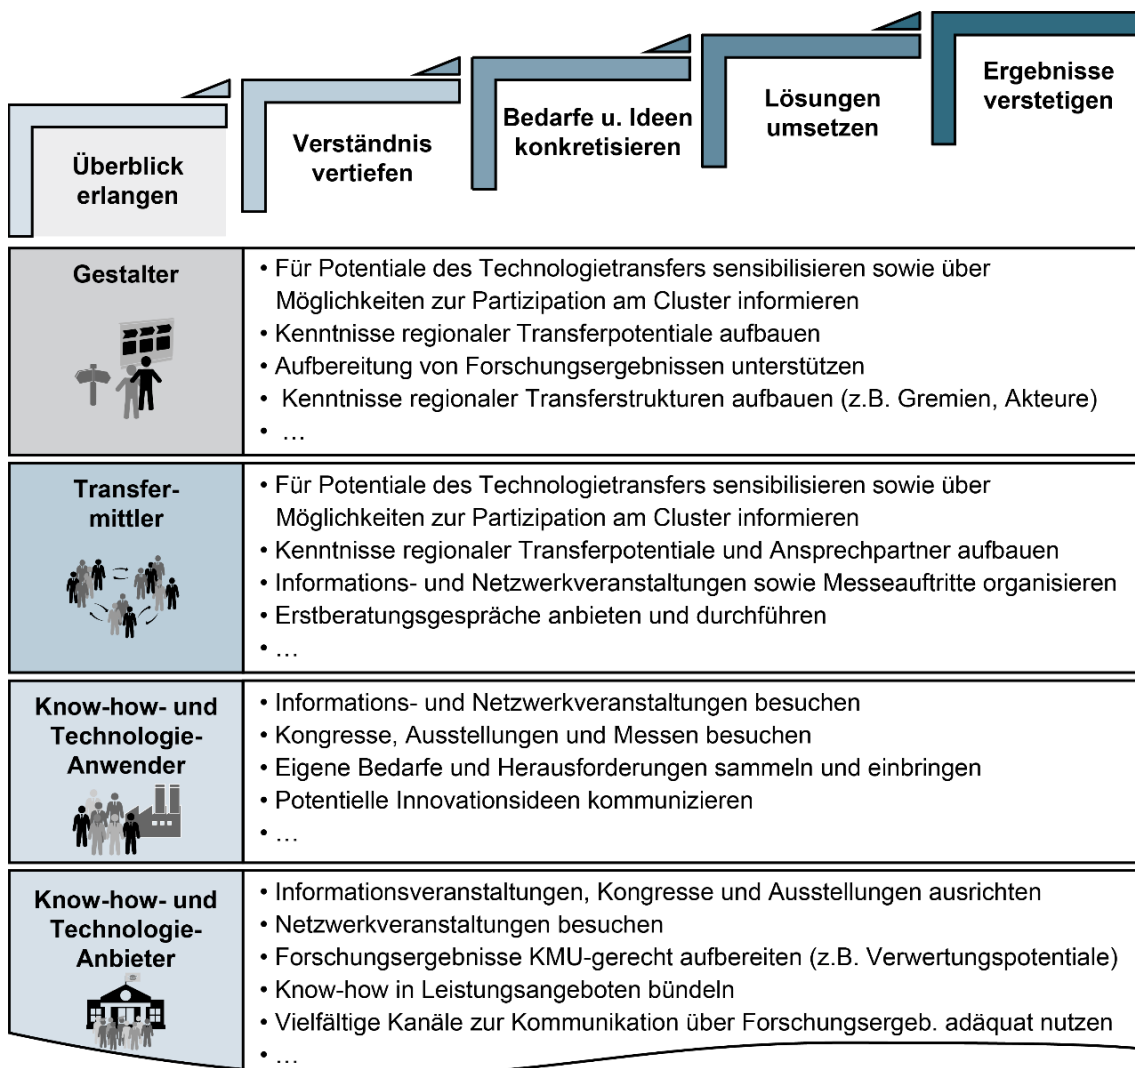 Überblick
erlangen
Verständnis
vertiefen
Bedarfe u. Ideen
konkretisieren
Lösungen
umsetzen
Ergebnisse
verstetigen
Gestalter
• Für Potentiale des Technologietransfers sensibilisieren sowie über
Möglichkeiten zur Partizipation am Cluster informieren
• Kenntnisse regionaler Transferpotentiale aufbauen
• Aufbereitung von Forschungsergebnissen unterstützen
• Kenntnisse regionaler Transferstrukturen aufbauen (z.B. Gremien, Akteure)
• …
Transfer-
mittler
• Für Potentiale des Technologietransfers sensibilisieren sowie über
Möglichkeiten zur Partizipation am Cluster informieren
• Kenntnisse regionaler Transferpotentiale und Ansprechpartner aufbauen
• Informations- und Netzwerkveranstaltungen sowie Messeauftritte organisieren
• Erstberatungsgespräche anbieten und durchführen
• …
Know-how- und
Technologie-
Anwender
• Informations- und Netzwerkveranstaltungen besuchen
• Kongresse, Ausstellungen und Messen besuchen
• Eigene Bedarfe und Herausforderungen sammeln und einbringen
• Potentielle Innovationsideen kommunizieren
• …
Know-how- und
Technologie-
Anbieter
• Informationsveranstaltungen, Kongresse und Ausstellungen ausrichten
• Netzwerkveranstaltungen besuchen
• Forschungsergebnisse KMU-gerecht aufbereiten (z.B. Verwertungspotentiale)
• Know-how in Leistungsangeboten bündeln
• Vielfältige Kanäle zur Kommunikation über Forschungsergeb. adäquat nutzen
• …